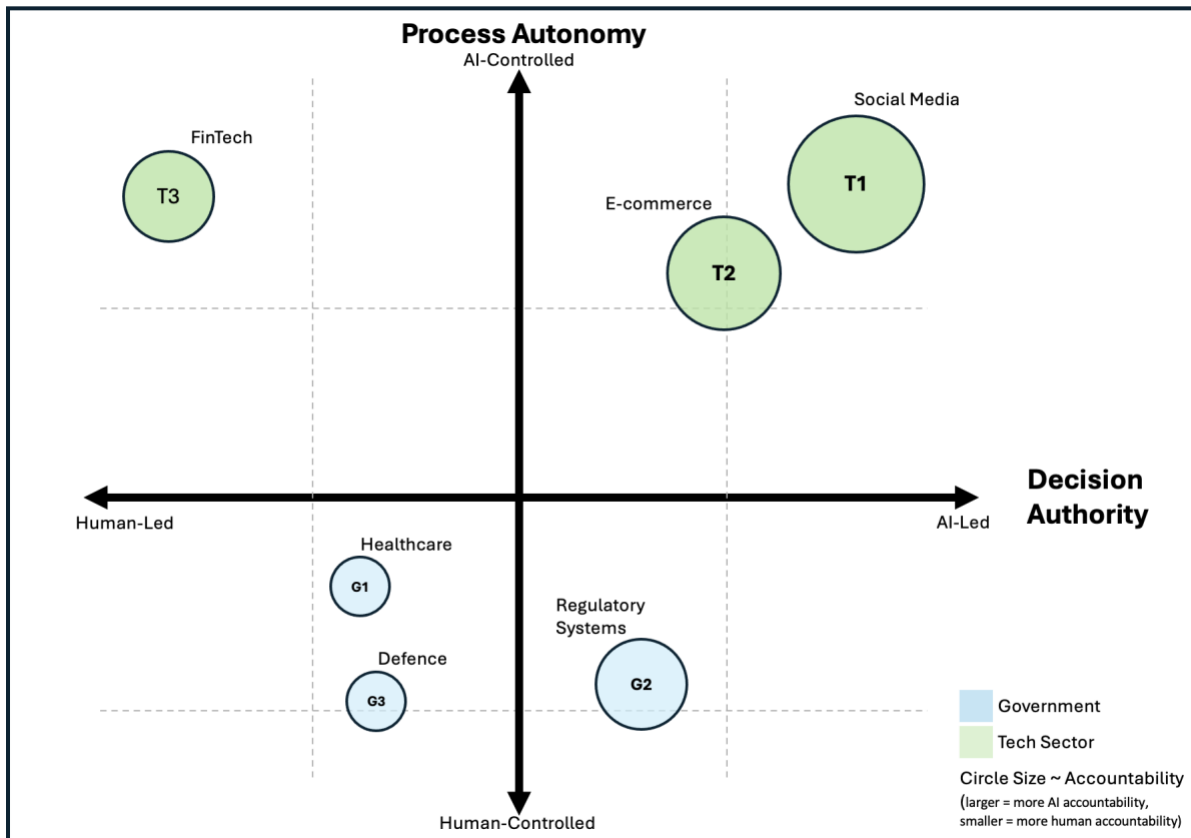 Process Autonomy
AI-Controlled
Social Media
FinTech
T3
T1
E-commerce
T2
Decision
Authority
Human-Led
AI-Led
Healthcare
G1
Regulatory
Systems
Defence
G2
G3
Government
Tech Sector
Circle Size ~ Accountability
(larger = more AI accountability,
smaller = more human accountability)
Human-Controlled